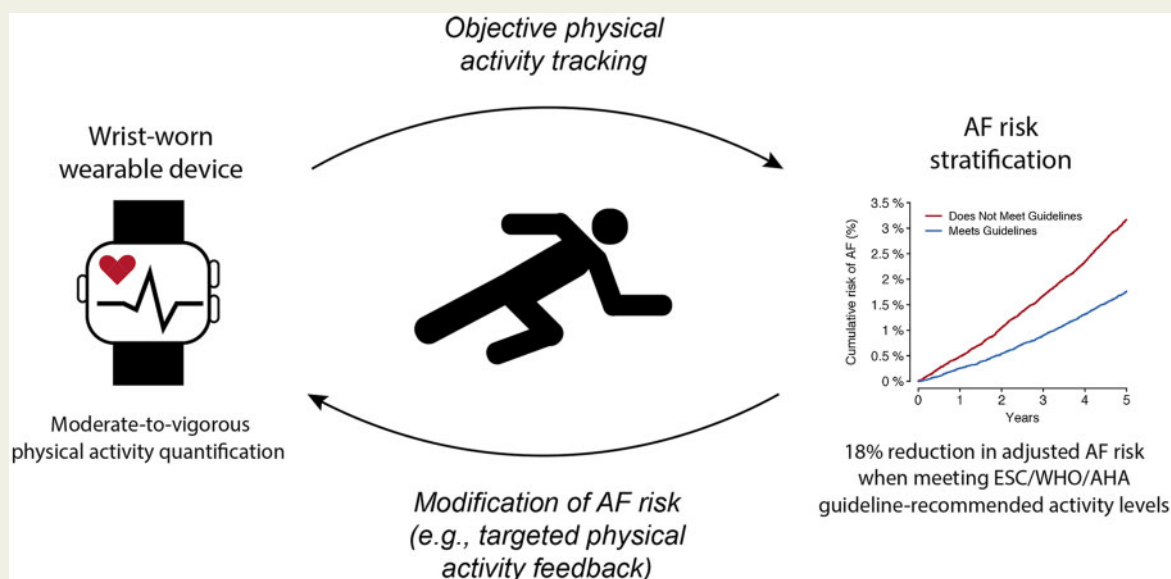 Objective physical
activity tracking
Wrist-worn
wearable device
Moderate-to-vigorous
physical activity quantification
AF risk
stratification
3.5 %
3 %
2.5 %
2 %
1.5 %
1 %
0.5 %
0 %
Cumulative risk of AF (%)
Does Not Meet Guidelines
Meets Guidelines
0 1 2 3 4 5
Years
18% reduction in adjusted AF risk
when meeting ESC/WHO/AHA
guideline-recommended activity levels
Modification of AF risk
(e.g., targeted physical
activity feedback)